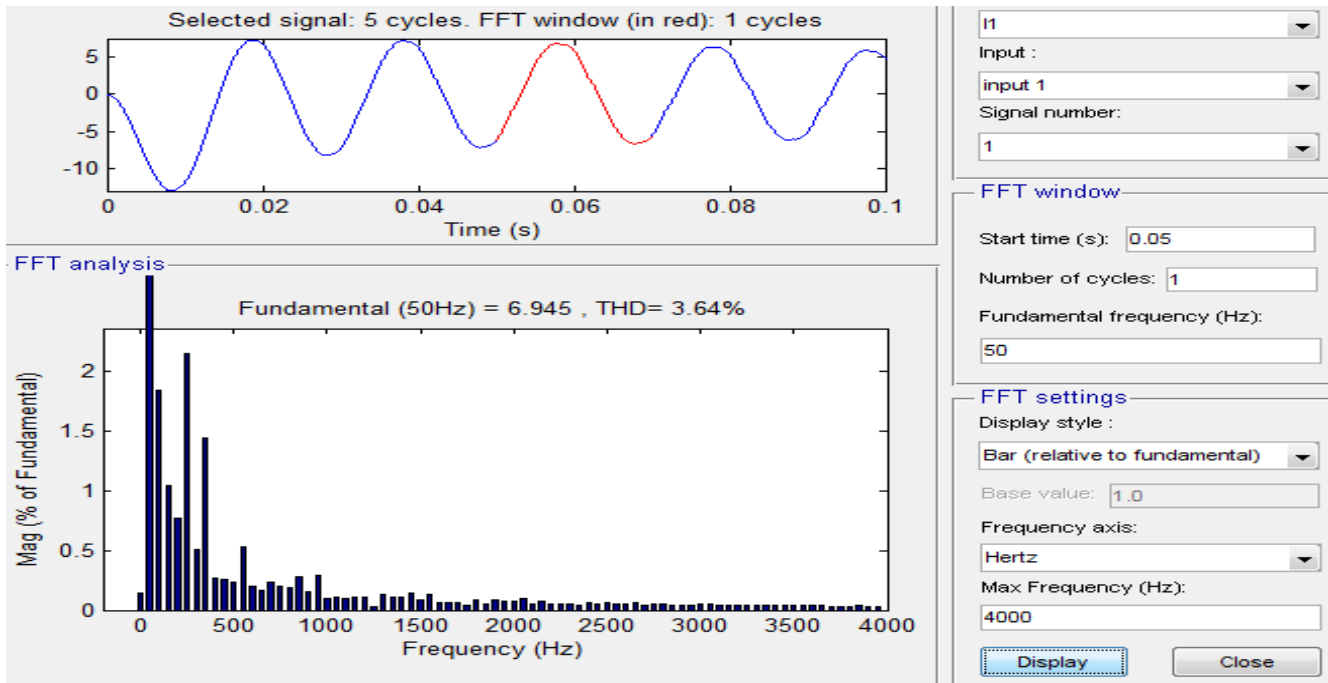 Selected signal: 5 cycles. FFT window (in red): 1 cycles
5
0
-5
-10
0 0.02 0.04 0.06 0.08 0.1
Time (s)
FFT analysis
Fundamental (50Hz) = 6.945 , THD= 3.64%
Mag (% of Fundamental)
2
1.5
1
0.5
0
0 500 1000 1500 2000 2500 3000 3500 4000
Frequency (Hz)
I1
Input :
input 1
Signal number:
1
FFT window
Start time (s): 0.05
Number of cycles: 1
Fundamental frequency (Hz):
50
FFT settings
Display style :
Bar (relative to fundamental)
Base value: 1.0
Frequency axis:
Hertz
Max Frequency (Hz):
4000
Display Close